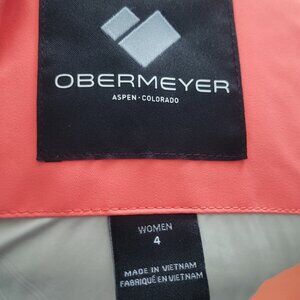 OBERMEYER
ASPEN · COLORADO
WOMEN
4
MADE IN VIETNAM
FABRIQUÉ EN VIETNAM